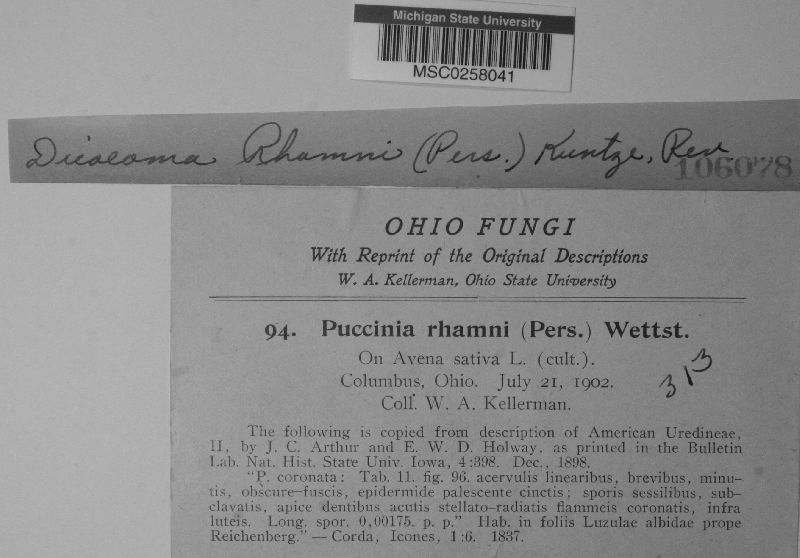 Michigan State University
MSC0258041
Dicaeoma Rhamni (Pers.) Kuntze, Rev
106078
OHIO FUNGI
With Reprint of the Original Descriptions
W. A. Kellerman, Ohio State University
94. Puccinia rhamni (Pers.) Wettst.
On Avena sativa L. (cult.).
Columbus, Ohio. July 21, 1902.
Coll. W. A. Kellerman.
313
The following is copied from description of American Uredineae,
II, by J. C. Arthur and E. W. D. Holway, as printed in the Bulletin
Lab. Nat. Hist. State Univ. Iowa, 4:398. Dec., 1898.
"P. coronata: Tab. 11. fig. 96. acervulis linearibus, brevibus, minu-
tis, obscure-fuscis, epidermide palescente cinctis; sporis sessilibus, sub-
clavatis, apice dentibus acutis stellato-radiatis flammeis coronatis, infra
luteis. Long. spor. 0,00175. p. p." Hab. in foliis Luzulae albidae prope
Reichenberg." — Corda, Icones, 1:6. 1837.